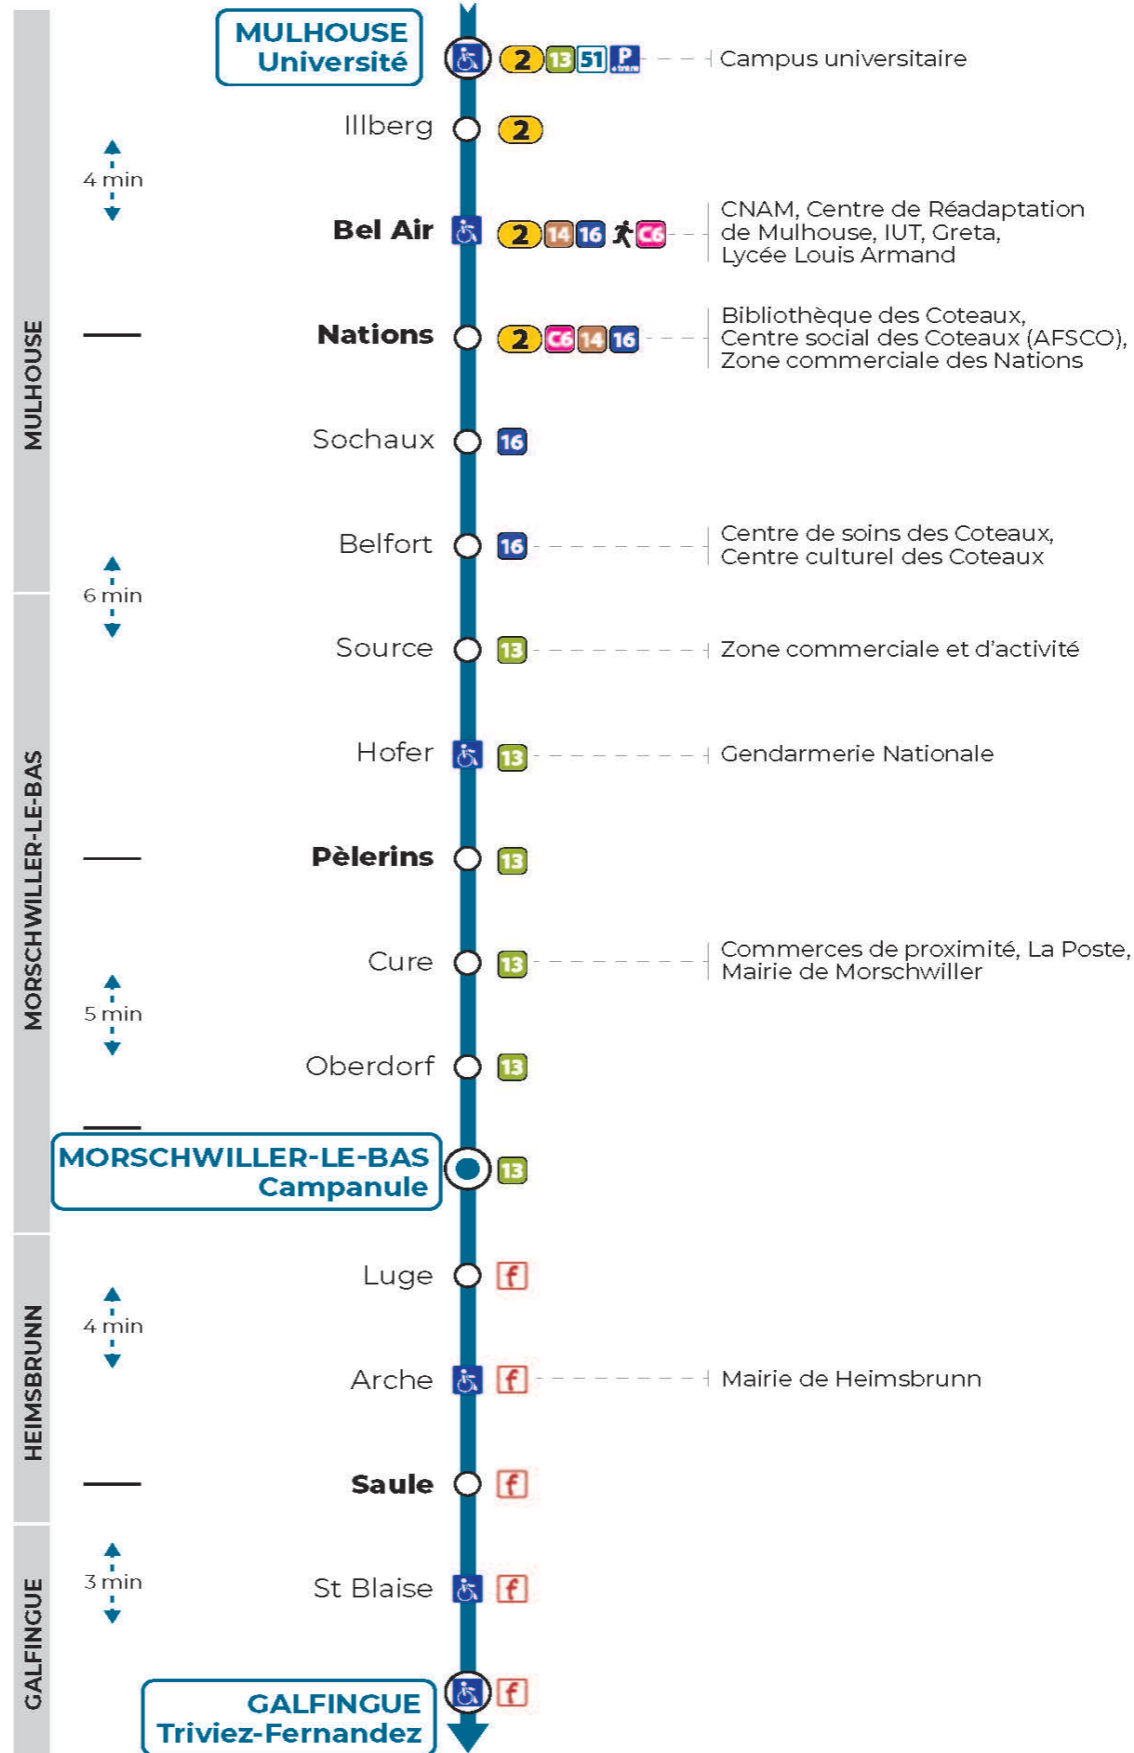 MULHOUSE
Université
2 13 51 P
+tram
Campus universitaire
Illberg
2
4 min
Bel Air
2 14 16 C6
CNAM, Centre de Réadaptation
de Mulhouse, IUT, Greta,
Lycée Louis Armand
MULHOUSE
Nations
2 C6 14 16
Bibliothèque des Coteaux,
Centre social des Coteaux (AFSCO),
Zone commerciale des Nations
Sochaux
16
Belfort
16
Centre de soins des Coteaux,
Centre culturel des Coteaux
6 min
Source
13
Zone commerciale et d'activité
Hofer
13
Gendarmerie Nationale
MORSCHWILLER-LE-BAS
Pèlerins
13
Cure
13
Commerces de proximité, La Poste,
Mairie de Morschwiller
5 min
Oberdorf
13
MORSCHWILLER-LE-BAS
Campanule
13
Luge
f
4 min
HEIMSBRUNN
Arche
f
Mairie de Heimsbrunn
Saule
f
3 min
St Blaise
f
GALFINGUE
GALFINGUE
Triviez-Fernandez
f